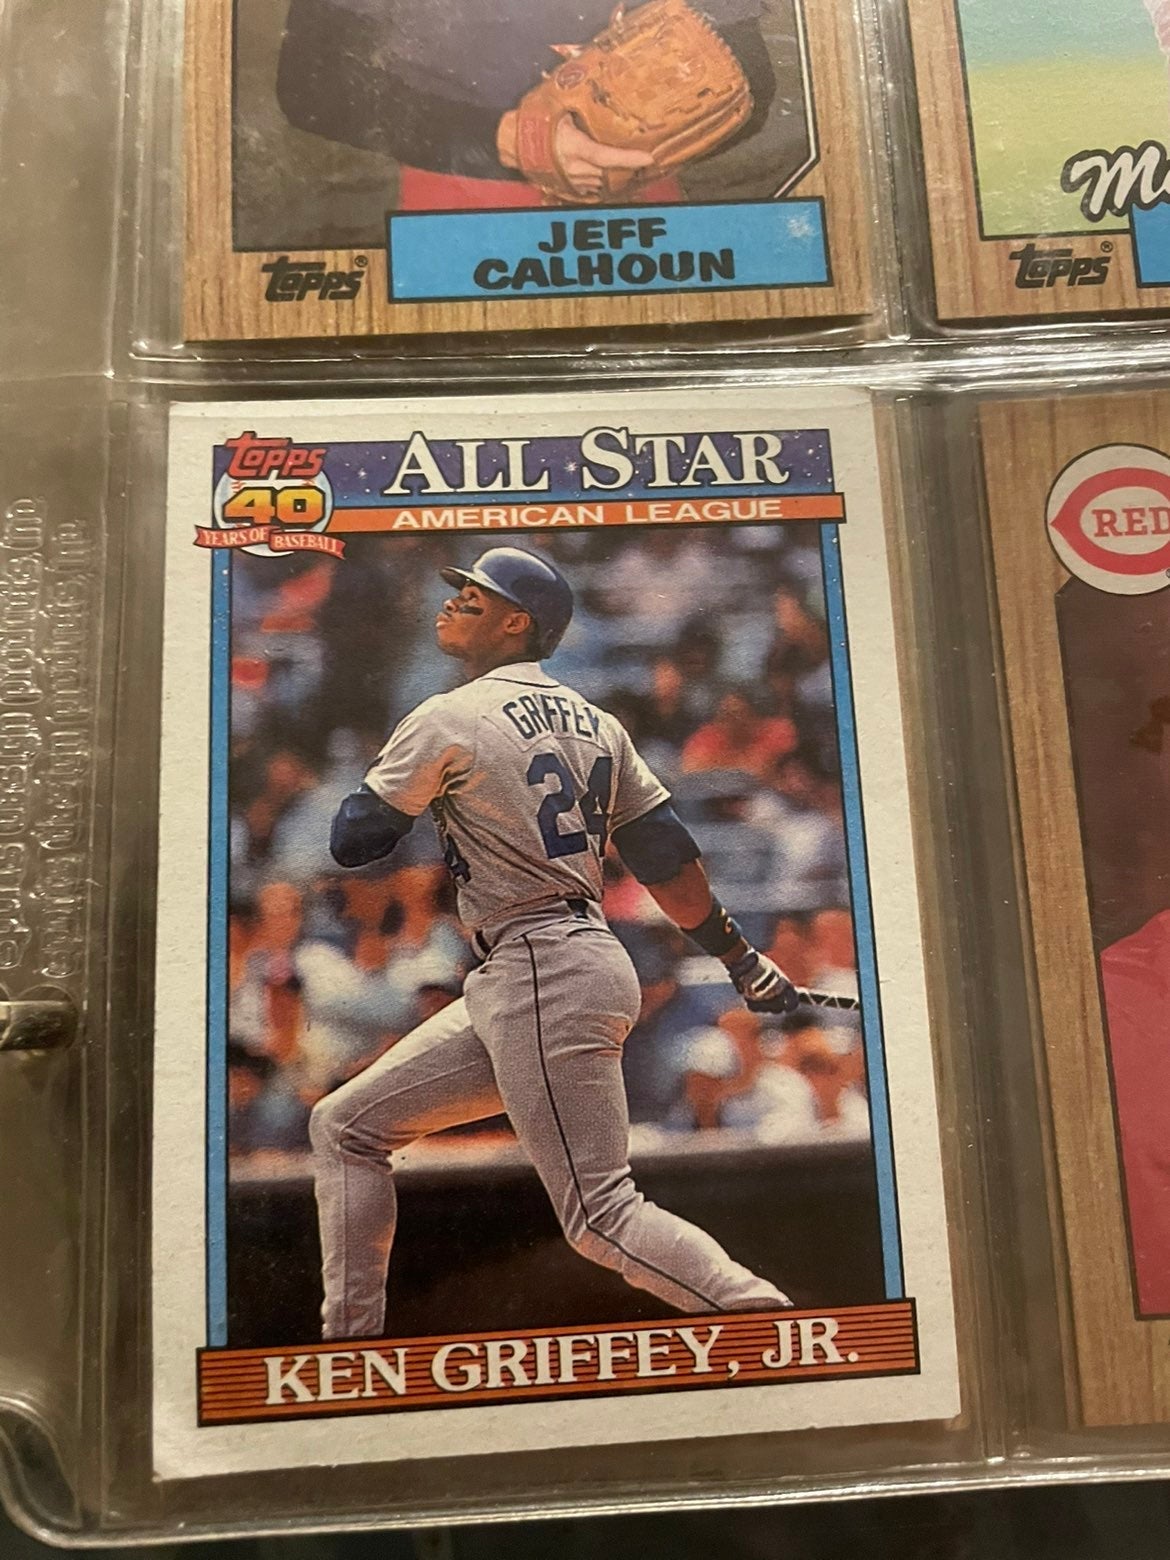 JEFF
CALHOUN
topps®
topps®
topps
40
YEARS OF BASEBALL
ALL STAR
AMERICAN LEAGUE
RED
GRIFFEY
24
KEN GRIFFEY, JR.